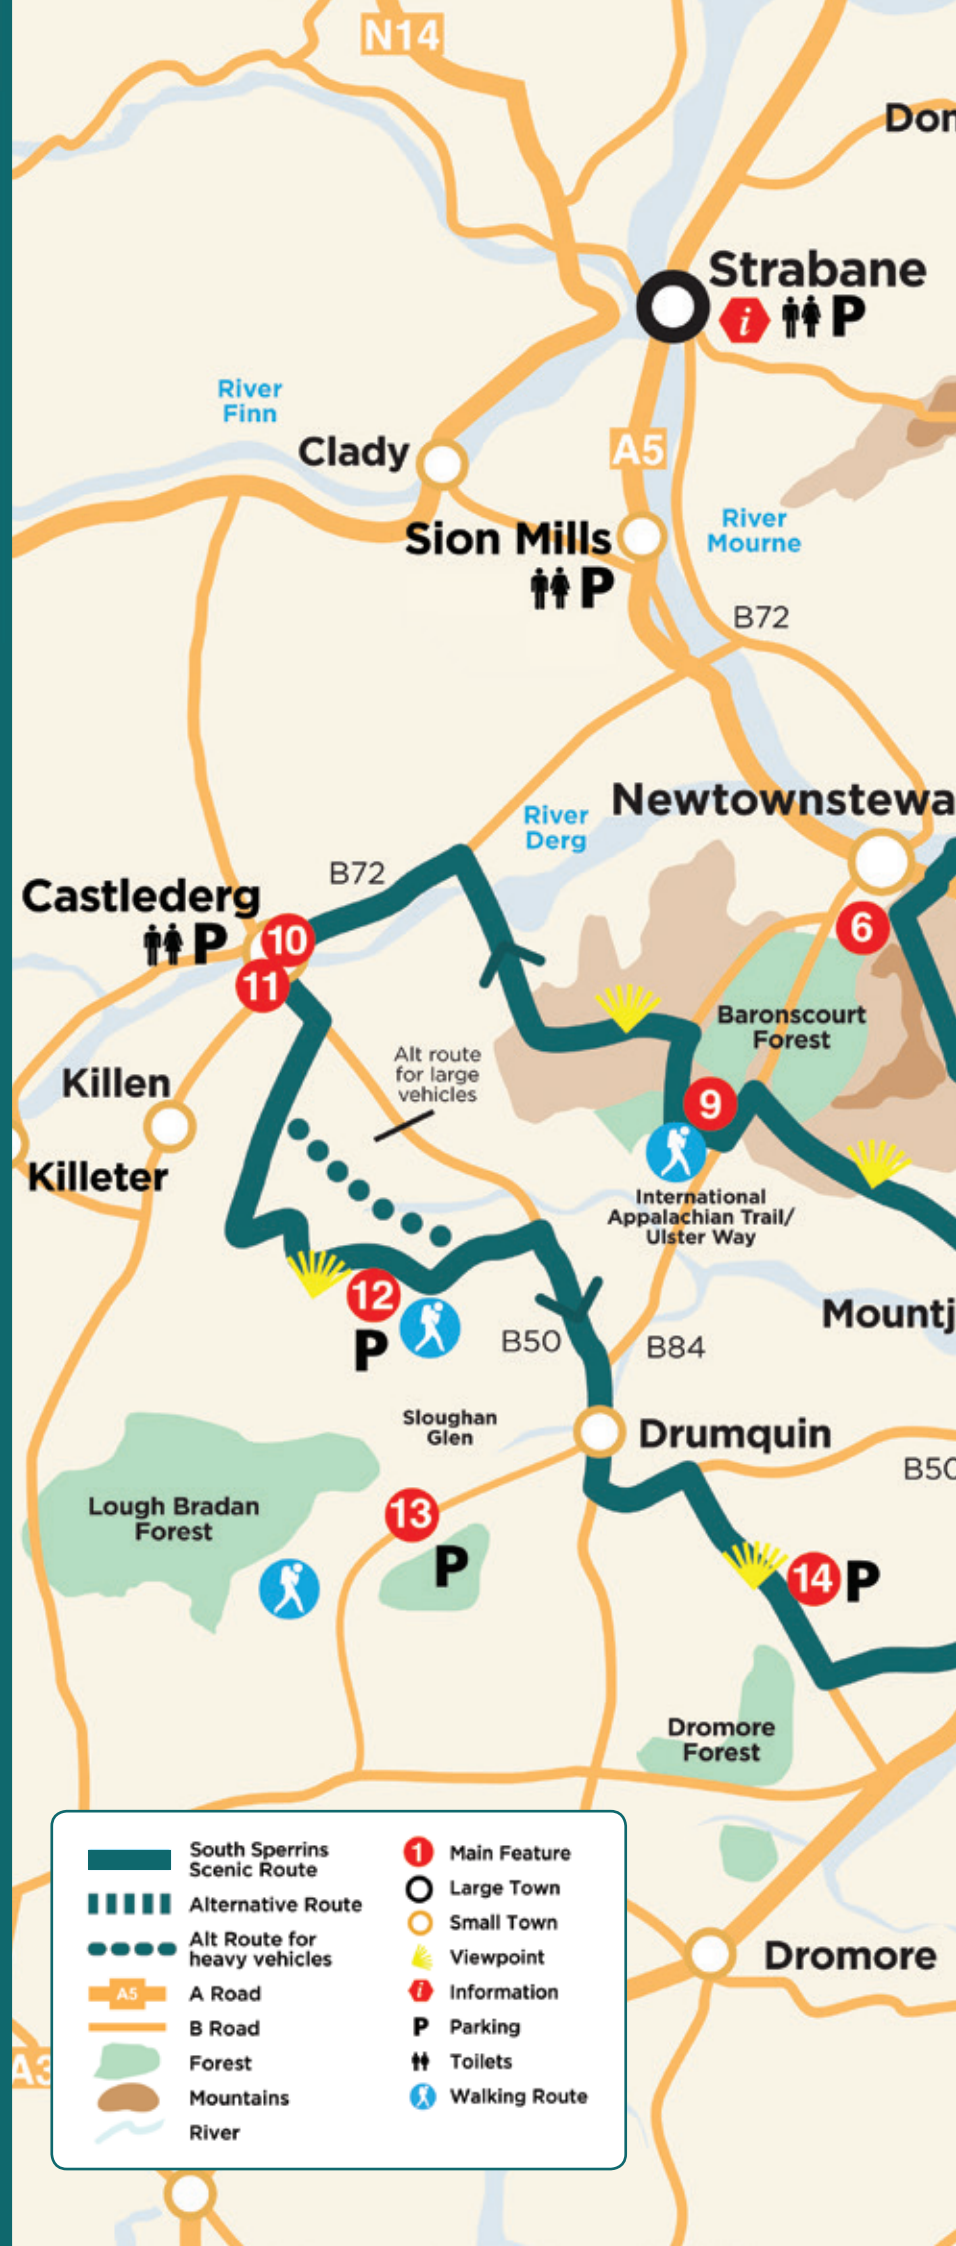 N14
Don
Strabane
i
P
River
Finn
Clady
A5
Sion Mills
P
River
Mourne
B72
Newtownstewa
River
Derg
B72
Castlederg
P
10
11
6
Baronscourt
Forest
Alt route
for large
vehicles
Killen
9
Killeter
International
Appalachian Trail/
Ulster Way
12
P
Mountj
B50
B84
Sloughan
Glen
Drumquin
B50
Lough Bradan
Forest
13
P
14
P
Dromore
Forest
South Sperrins
Scenic Route
Alternative Route
Alt Route for
heavy vehicles
A5
A Road
B Road
Forest
Mountains
River
1
Main Feature
Large Town
Small Town
Viewpoint
i
Information
P
Parking
Toilets
Walking Route
Dromore
A3